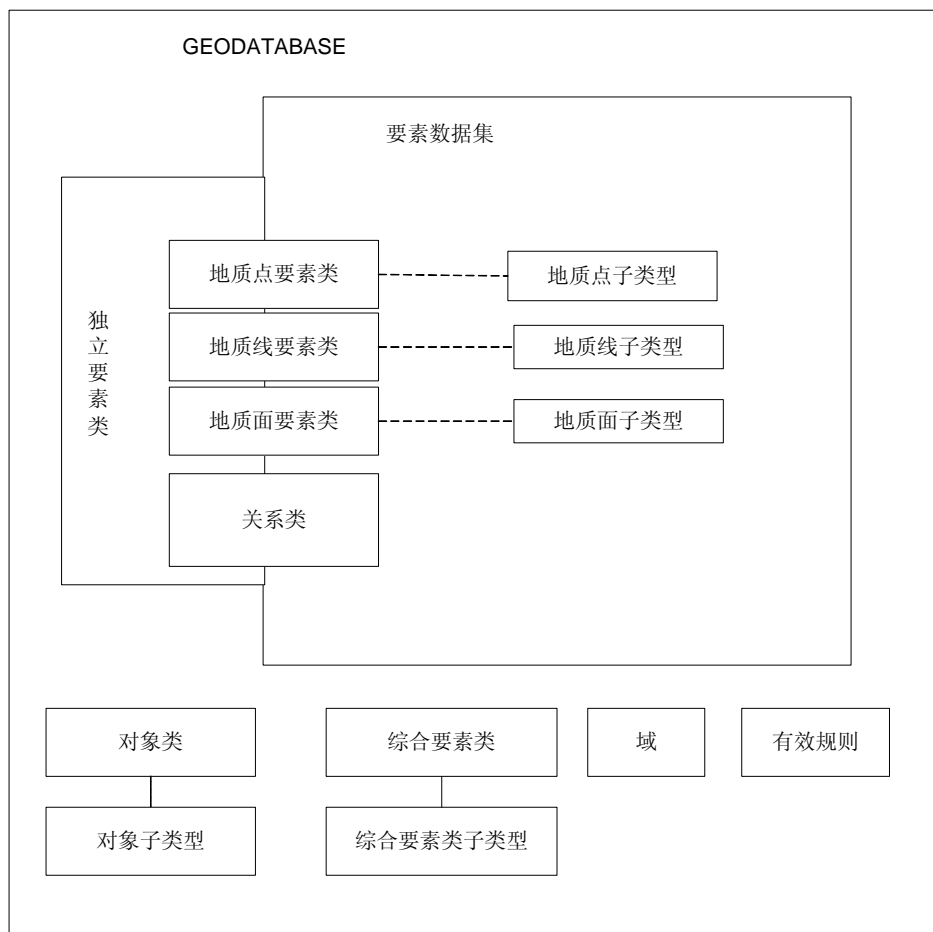 GEODATABASE
要素数据集
独立要素类
地质点要素类
地质点子类型
地质线要素类
地质线子类型
地质面要素类
地质面子类型
关系类
对象类
综合要素类
域
有效规则
对象子类型
综合要素类子类型